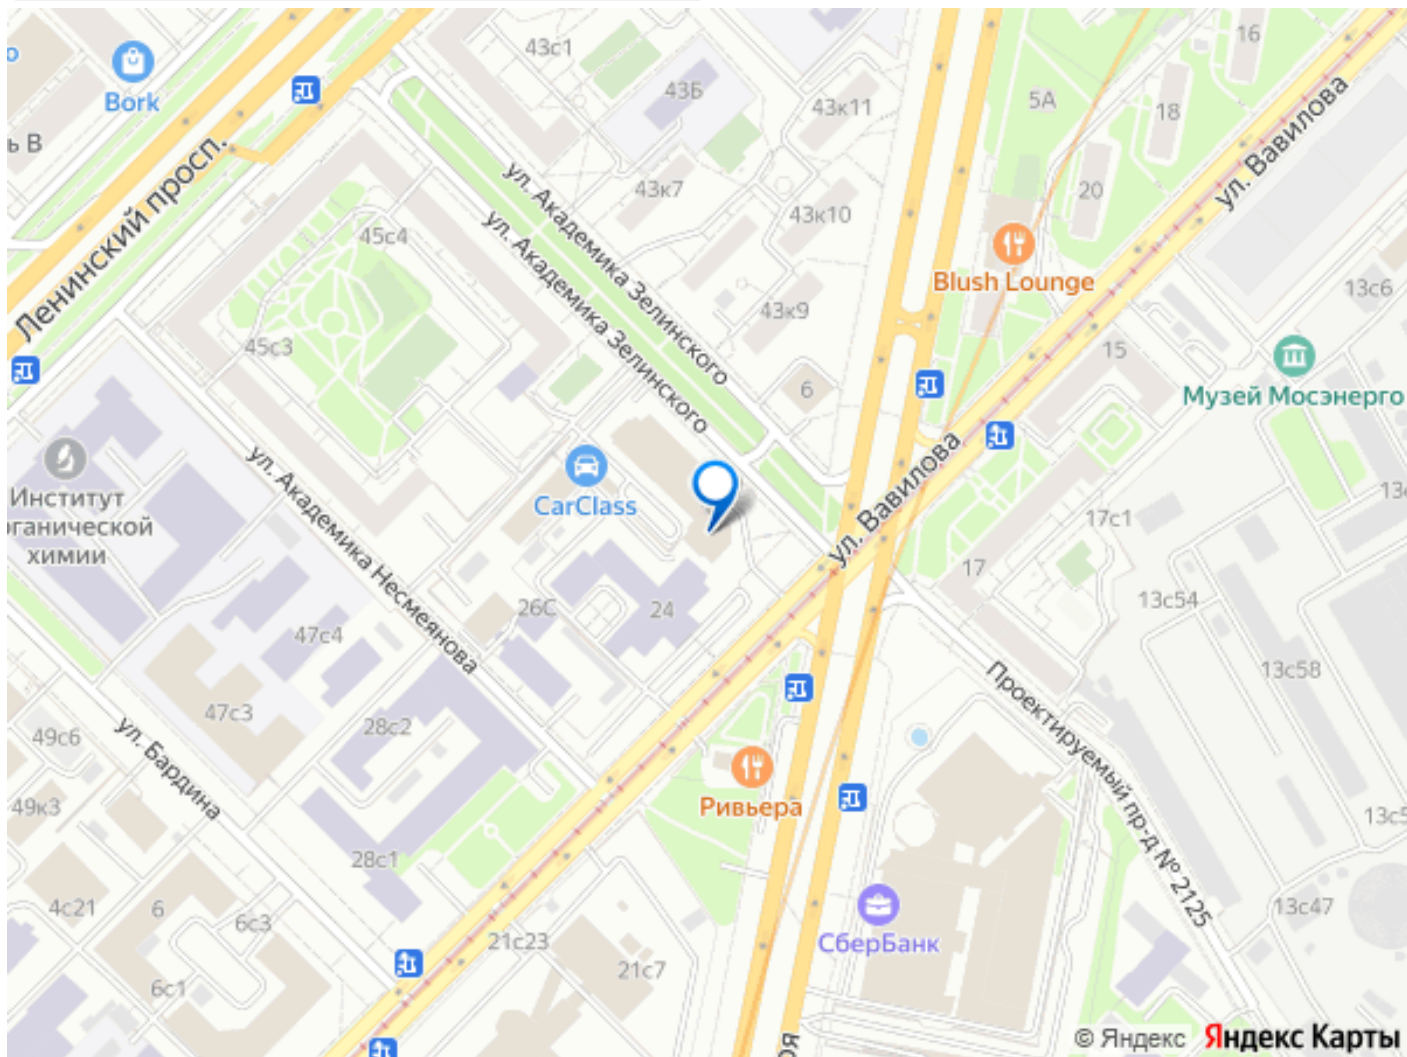 43с1
16
Bork
43Б
43к11
5А
18
ь В
ул. Вавилова
43к7
20
ул. Академика Зелинского
ул. Академика Зелинского
43к10
45с4
Ленинский просп.
Blush Lounge
13с6
43к9
45с3
15
Музей Мосэнерго
6
ул. Академика Несмеянова
ул. Вавилова
Институт
рганической
химии
CarClass
17с1
17
13с54
26С
24
47с4
13с58
Проектируемый пр-д № 2125
47с3
28с2
49с6
ул. Бардина
49к3
Ривьера
28с1
4с21
6
6с3
13с47
СберБанк
21с23
21с7
6с1
© Яндекс Яндекс Карты